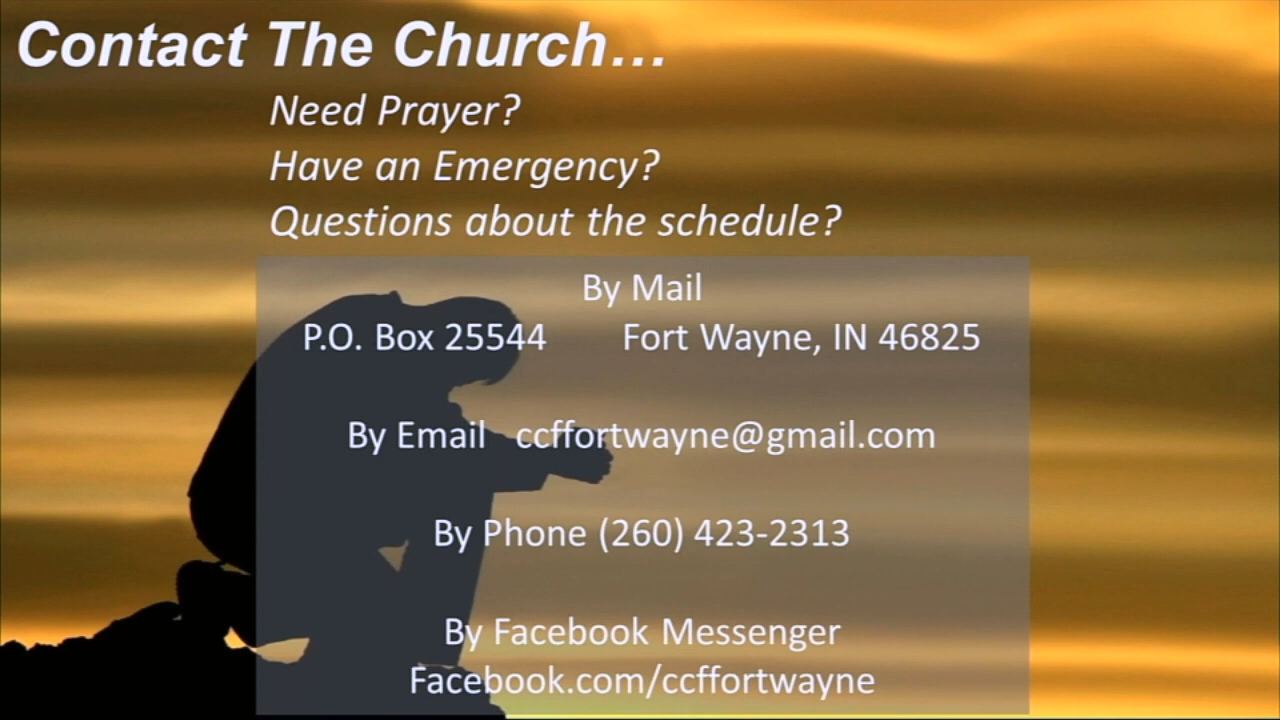 Contact The Church...
Need Prayer?
Have an Emergency?
Questions about the schedule?
By Mail
P.O. Box 25544 Fort Wayne, IN 46825
By Email ccffortwayne@gmail.com
By Phone (260) 423-2313
By Facebook Messenger
Facebook.com/ccffortwayne